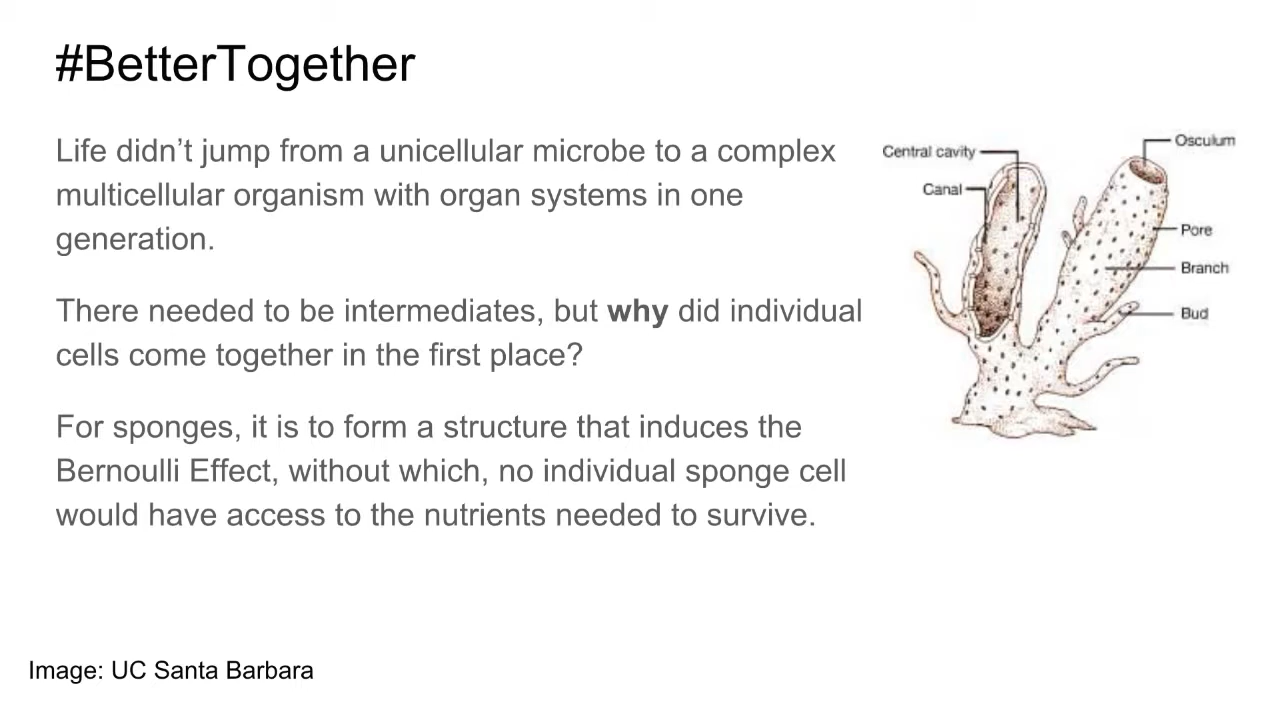 #BetterTogether
Life didn’t jump from a unicellular microbe to a complex
multicellular organism with organ systems in one
generation.
There needed to be intermediates, but why did individual
cells come together in the first place?
For sponges, it is to form a structure that induces the
Bernoulli Effect, without which, no individual sponge cell
would have access to the nutrients needed to survive.
Central cavity
Canal
Osculum
Pore
Branch
Bud
Image: UC Santa Barbara